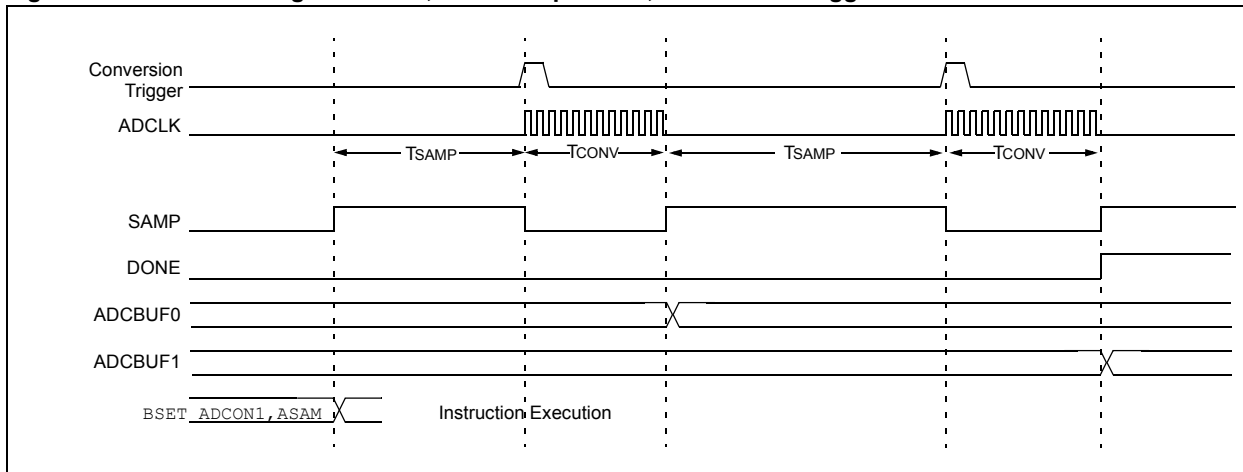 Conversion
Trigger
ADCLK
TSAMP TCONV TSAMP TCONV
SAMP
DONE
ADCBUF0
ADCBUF1
BSET ADCON1,ASAM Instruction Execution